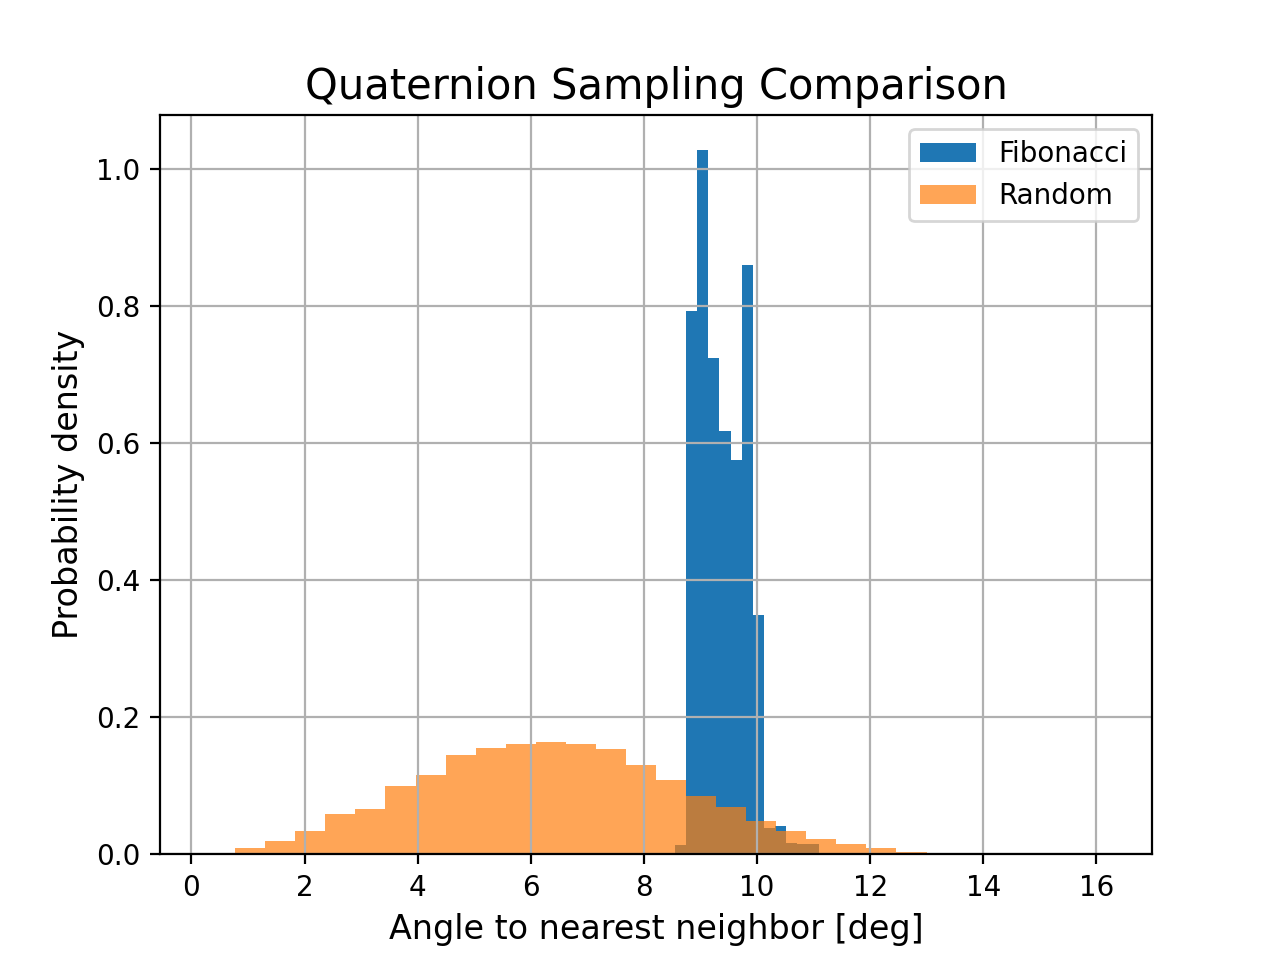 Quaternion Sampling Comparison
Fibonacci
Random
Probability density
1.0
0.8
0.6
0.4
0.2
0.0
0 2 4 6 8 10 12 14 16
Angle to nearest neighbor [deg]